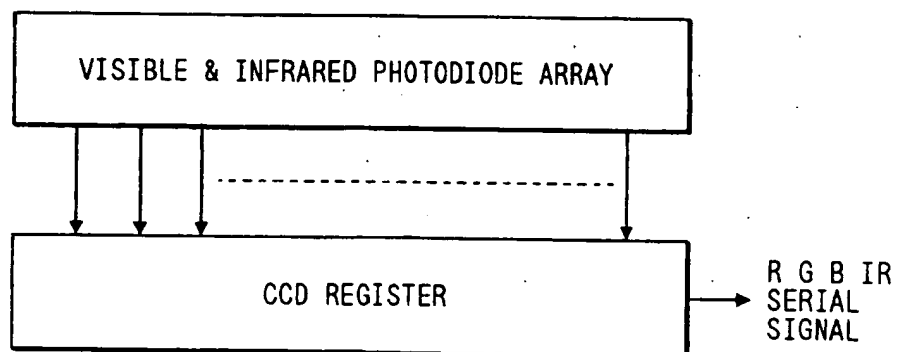 VISIBLE & INFRARED PHOTODIODE ARRAY
CCD REGISTER
R G B IR
SERIAL
SIGNAL